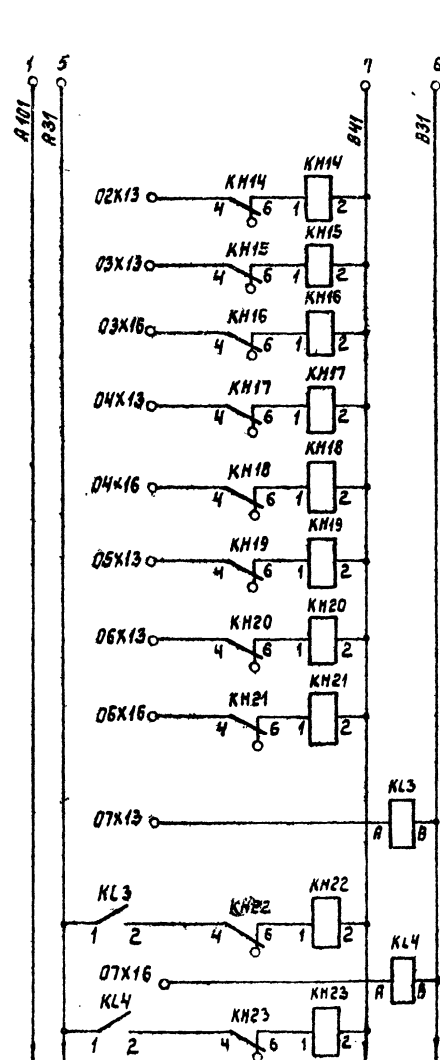 1 5 7
A101 A31 B41 B31
02X13 4 KH14 6 1 KH14 2
03X13 4 KH15 6 1 KH15 2
03X16 4 KH16 6 1 KH16 2
04X13 4 KH17 6 1 KH17 2
04X16 4 KH18 6 1 KH18 2
05X13 4 KH19 6 1 KH19 2
06X13 4 KH20 6 1 KH20 2
06X16 4 KH21 6 1 KH21 2
07X13 A KL3 B
1 KL3 2 4 KH22 6 1 KH22 2
07X16 A KL4 B
1 KL4 2 4 KH23 6 1 KH23 2